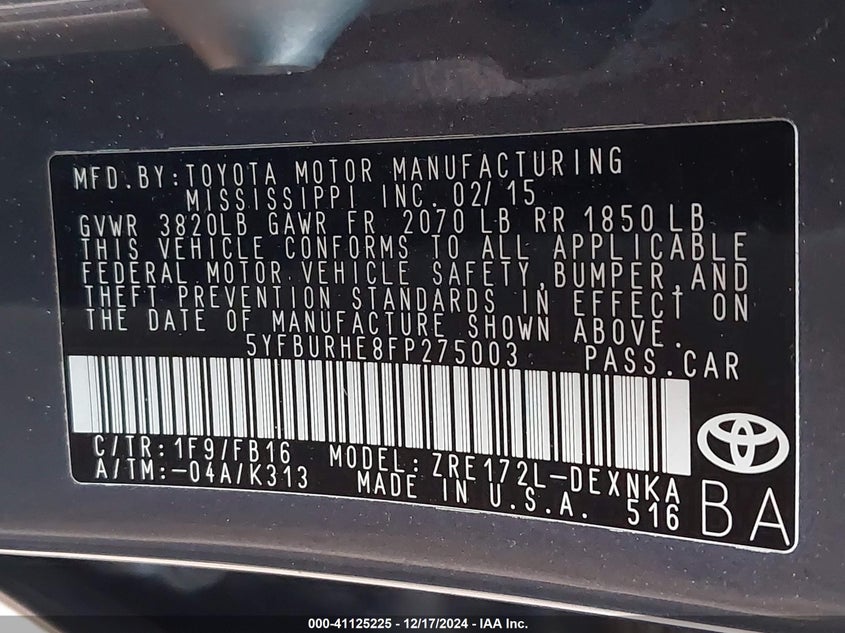 MFD.BY:TOYOTA MOTOR MANUFACTURING
MISSISSIPPI INC. 02/15
GVWR 3820LB GAWR FR 2070 LB RR 1850 LB
THIS VEHICLE CONFORMS TO ALL APPLICABLE
FEDERAL MOTOR VEHICLE SAFETY,BUMPER,AND
THEFT PREVENTION STANDARDS IN EFFECT ON
THE DATE OF MANUFACTURE SHOWN ABOVE.
5YFBURHE8FP275003 PASS.CAR
C/TR:1F9/FB16 MODEL:ZRE172L-DEXNKA
A/TM:-04A/K313 MADE IN U.S.A. 516
BA
000-41125225 - 12/17/2024 - IAA Inc.